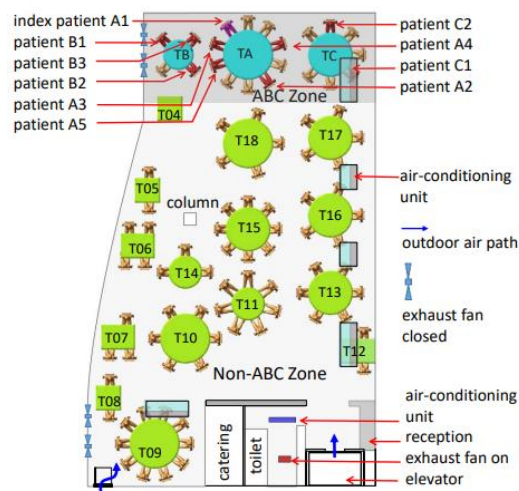 index patient A1
patient B1
patient B3
patient B2
patient A3
patient A5
patient C2
patient A4
patient C1
patient A2
TB
TA
TC
ABC Zone
T04
T18
T17
T05
column
T16
T06
T15
T14
T13
T11
T07
T10
T12
T08
Non-ABC Zone
T09
catering
toilet
air-conditioning
unit
outdoor air path
exhaust fan
closed
air-conditioning
unit
reception
exhaust fan on
elevator